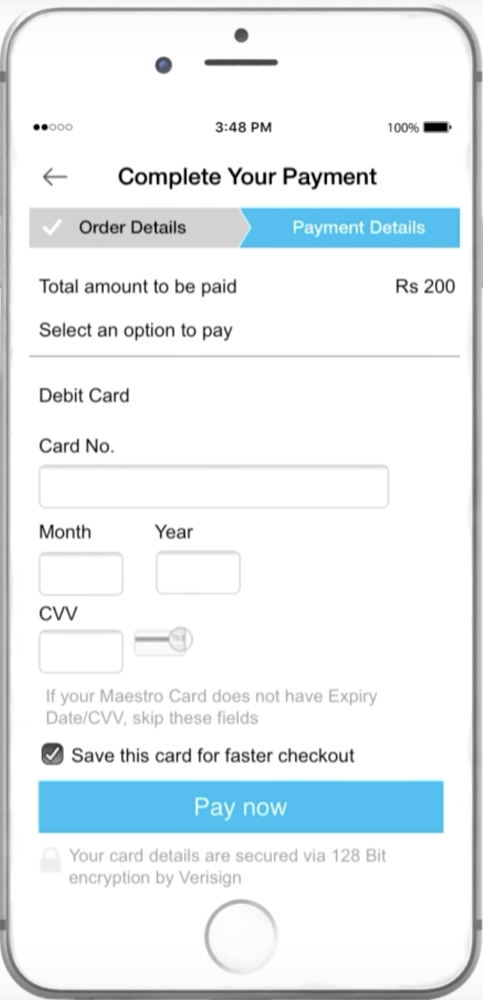 3:48 PM 100%
Complete Your Payment
Order Details Payment Details
Total amount to be paid Rs 200
Select an option to pay
Debit Card
Card No.
Month Year
CVV
If your Maestro Card does not have Expiry
Date/CVV, skip these fields
Save this card for faster checkout
Pay now
Your card details are secured via 128 Bit
encryption by Verisign